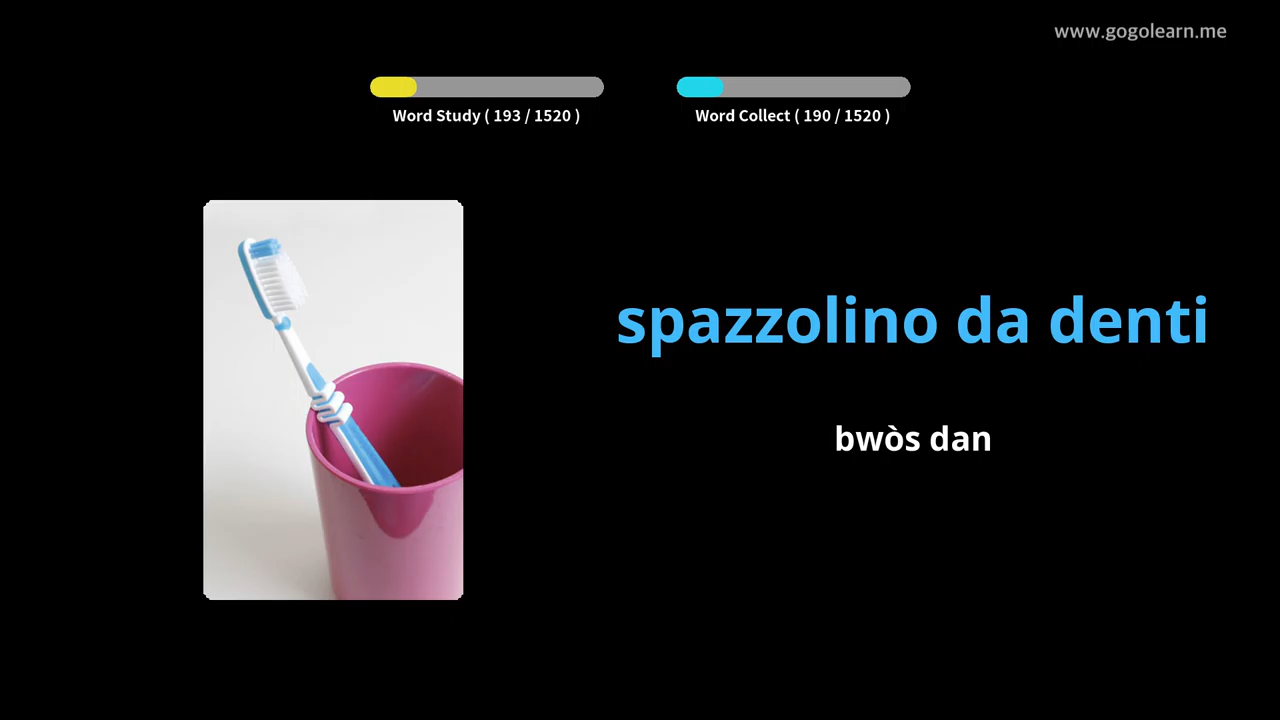 www.gogolearn.me
Word Study ( 193 / 1520 )
Word Collect ( 190 / 1520 )
spazzolino da denti
bwòs dan